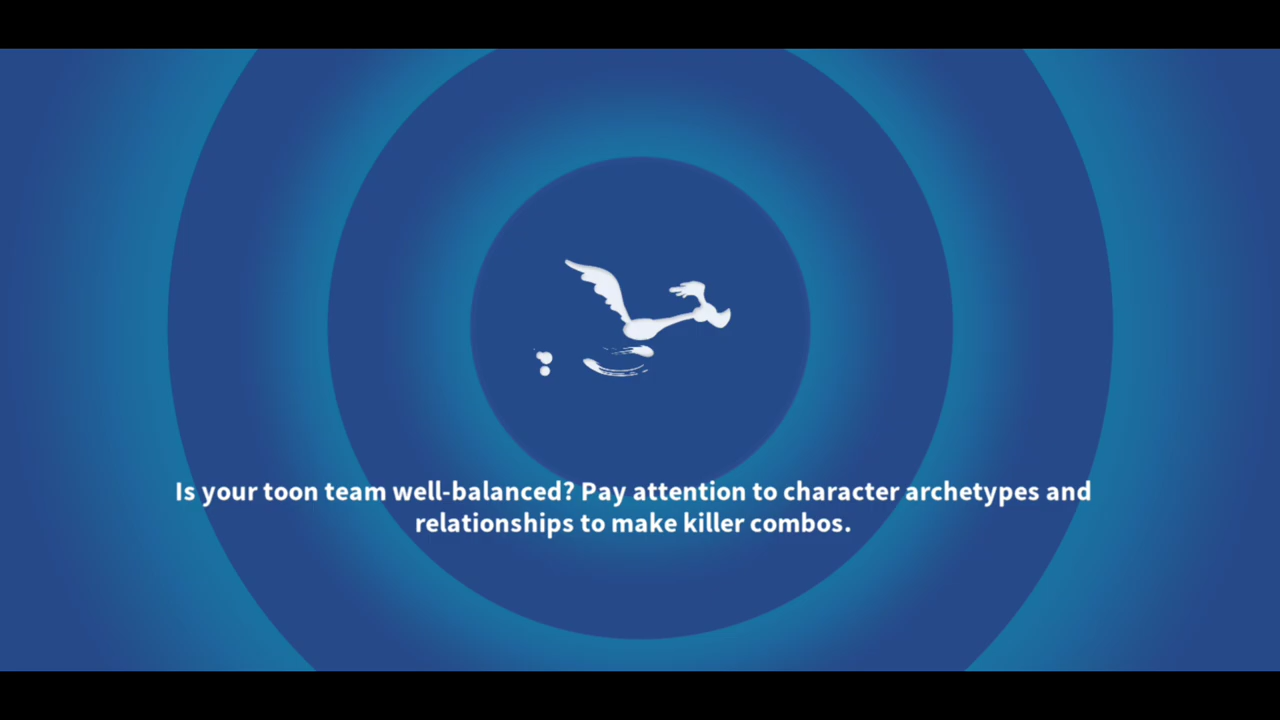 Is your toon team well-balanced? Pay attention to character archetypes and
relationships to make killer combos.